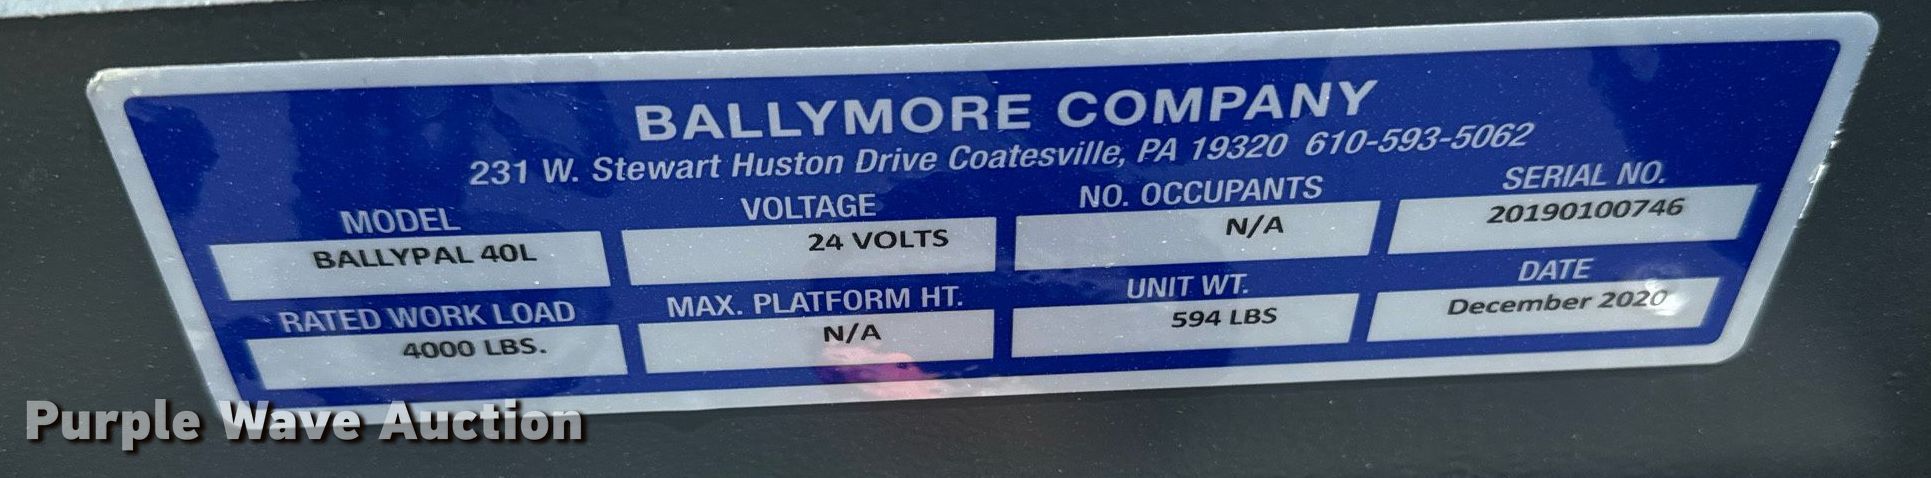 BALLYMORE COMPANY
231 W. Stewart Huston Drive Coatesville, PA 19320 610-593-5062
MODEL VOLTAGE NO. OCCUPANTS SERIAL NO.
BALLYPAL 40L 24 VOLTS N/A 20190100746
RATED WORK LOAD MAX. PLATFORM HT. UNIT WT. DATE
4000 LBS. N/A 594 LBS December 2020
Purple Wave Auction